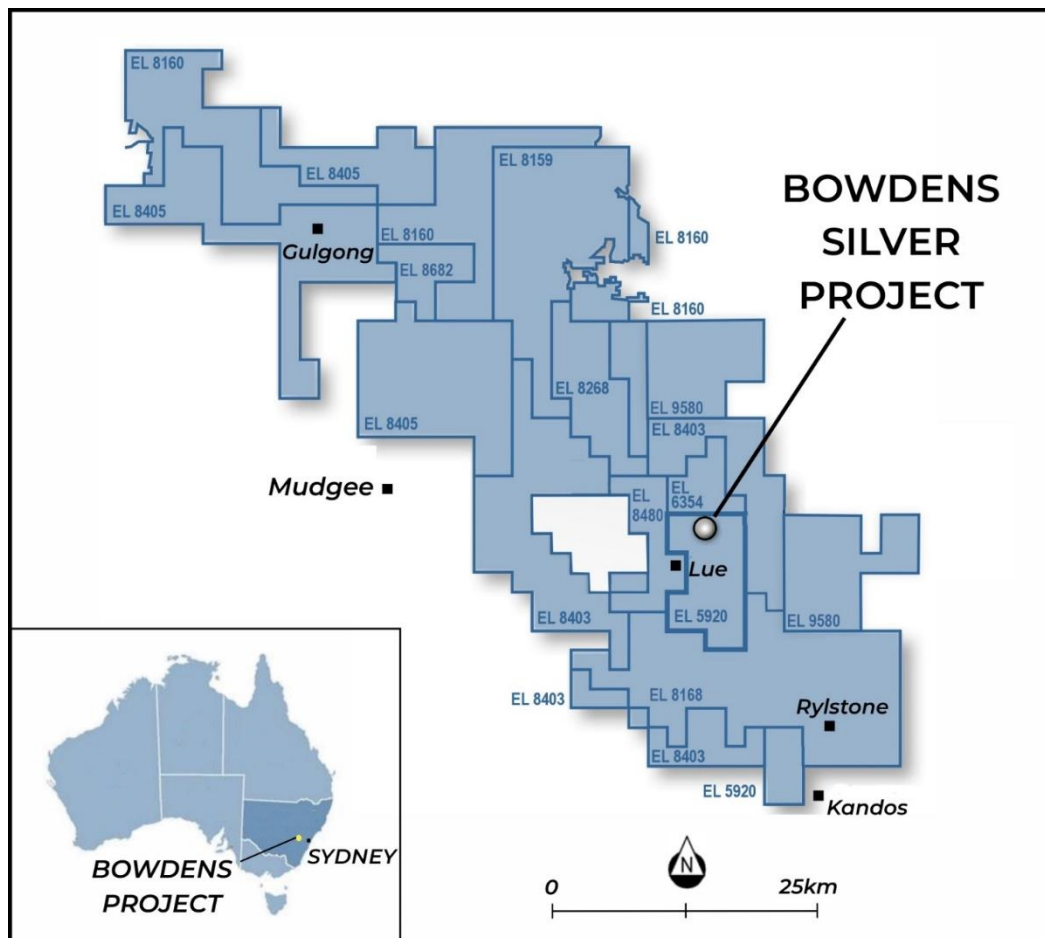 EL 8160
EL 8159
EL 8405
BOWDENS
SILVER
PROJECT
EL 8405
Gulgong
EL 8160
EL 8160
EL 8682
EL 8160
EL 8268
EL 9580
EL 8405
EL 8403
Mudgee
EL
8480
EL
6354
Lue
EL 8403
EL 5920
EL 9580
EL 8403
EL 8168
Rylstone
EL 8403
EL 5920
Kandos
SYDNEY
BOWDENS
PROJECT
N
0
25km